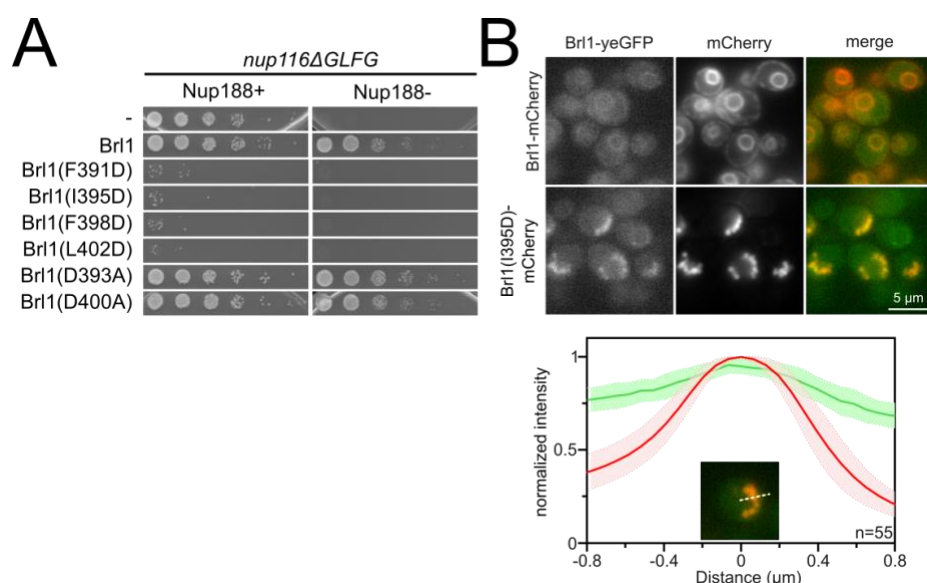 A
nup116ΔGLFG
Nup188+ Nup188-
-
Brl1
Brl1(F391D)
Brl1(I395D)
Brl1(F398D)
Brl1(L402D)
Brl1(D393A)
Brl1(D400A)
B
Brl1-yeGFP mCherry merge
Brl1-mCherry
Brl1(I395D)-
mCherry
5 µm
normalized intensity
1
0.5
0
n=55
-0.8 -0.4 0 0.4 0.8
Distance (µm)